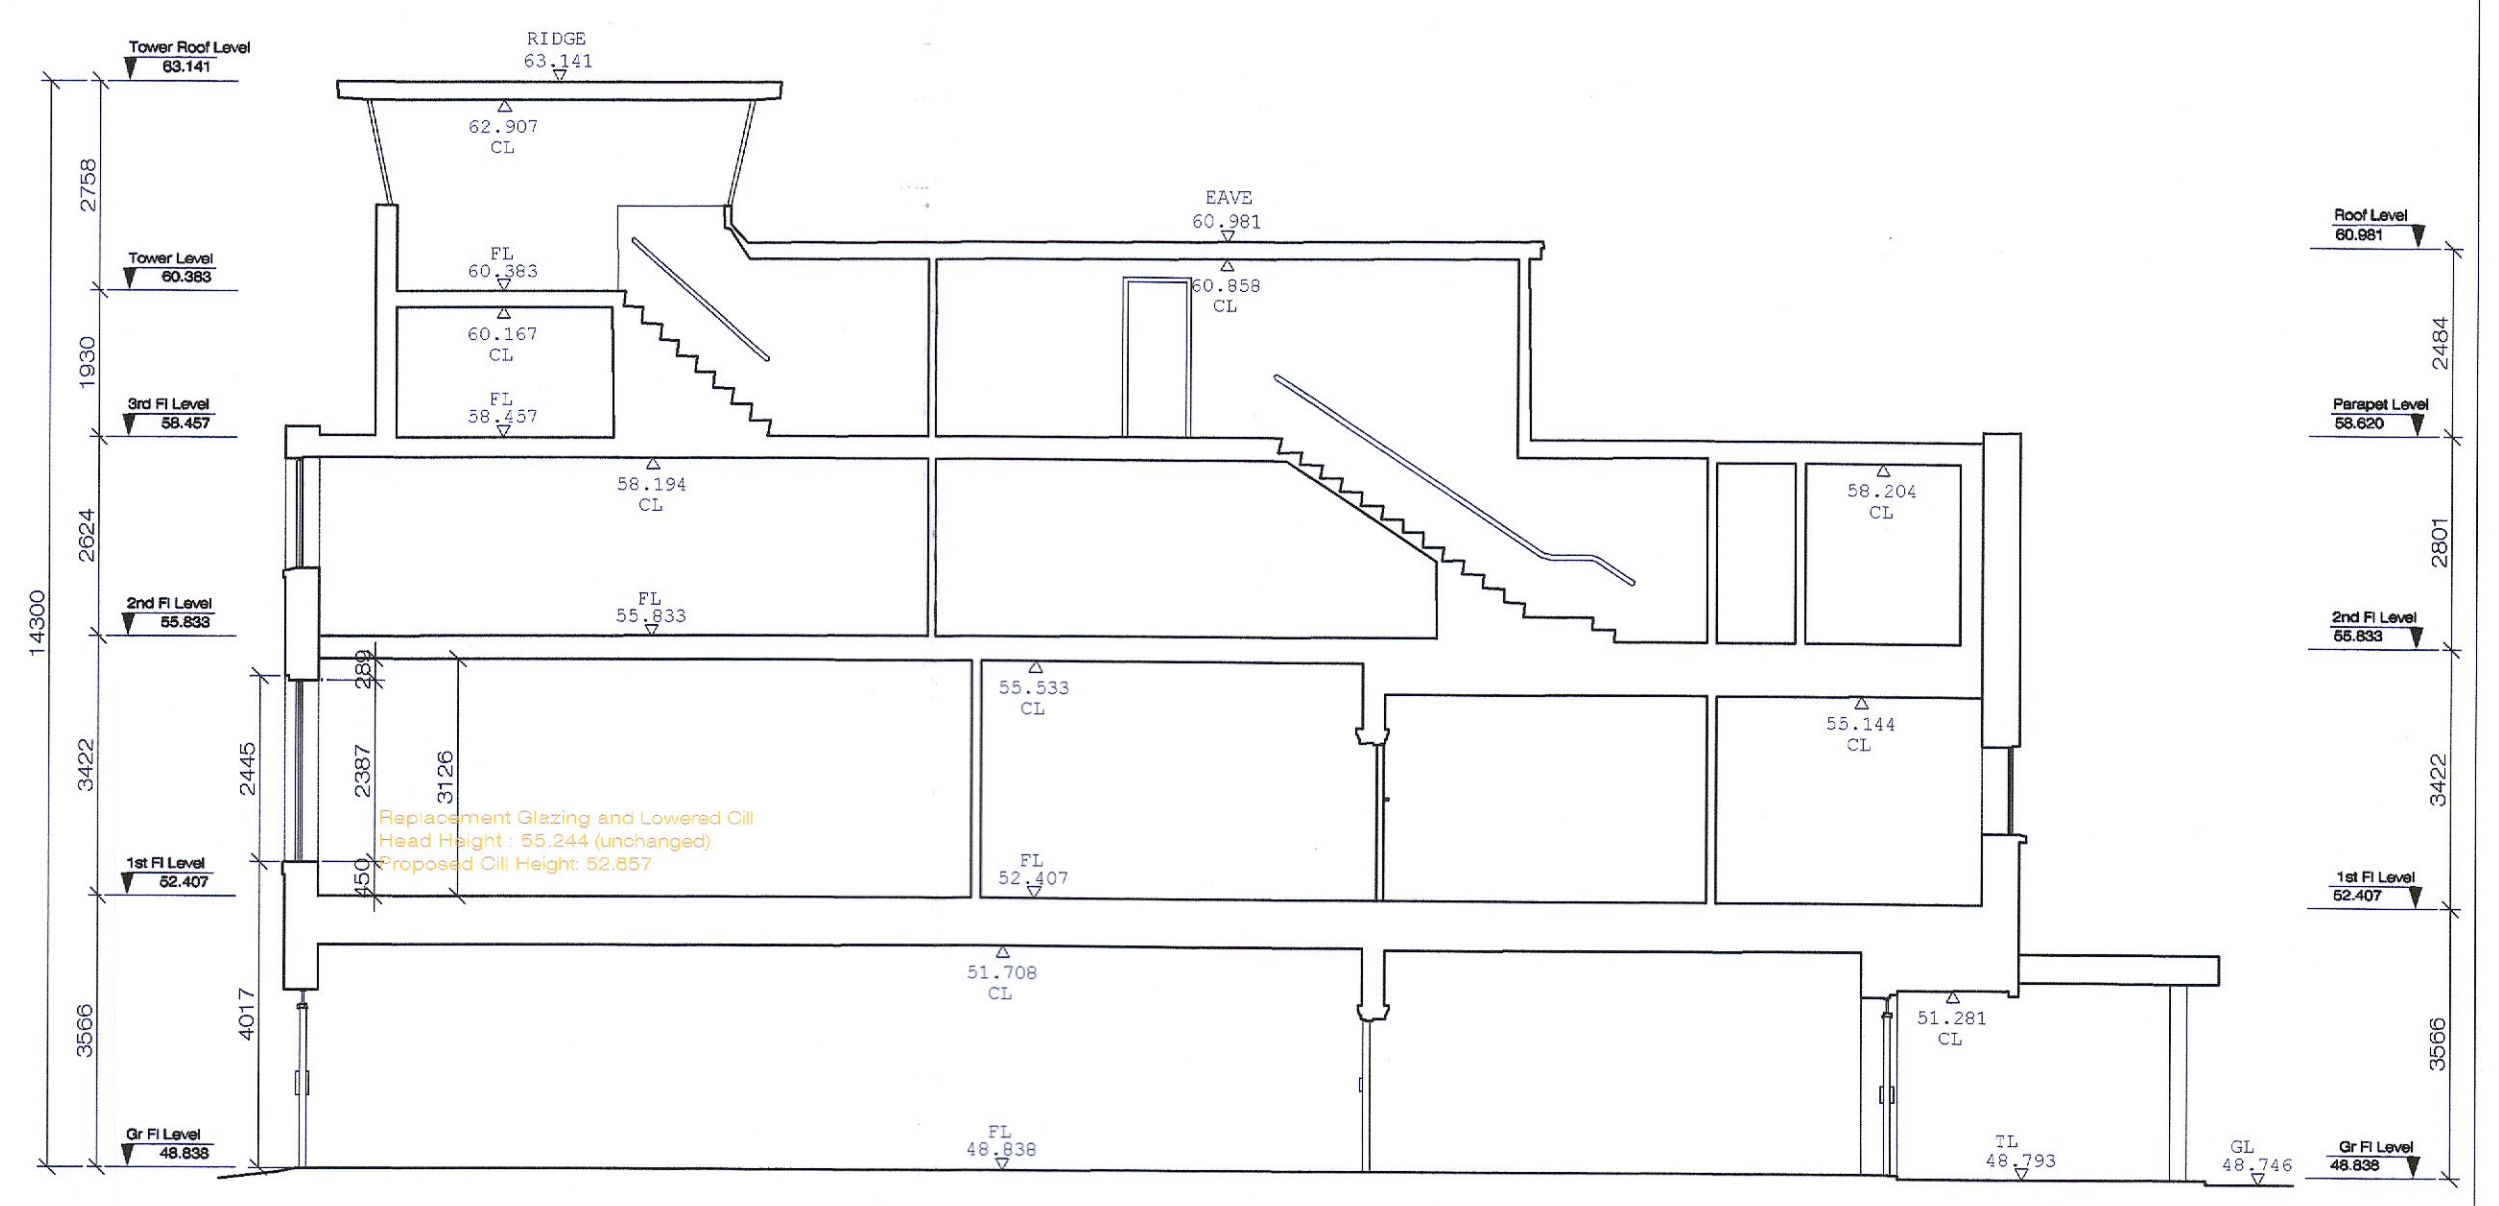 Tower Roof Level
63.141
RIDGE
63.141
62.907
CL
2758
EAVE
60.981
Roof Level
60.981
Tower Level
60.383
FL
60.383
60.858
CL
60.167
CL
1930
2484
3rd Fl Level
58.457
FL
58.457
Parapet Level
58.620
58.194
CL
58.204
CL
2624
2801
14300
2nd Fl Level
55.833
FL
55.833
2nd Fl Level
55.833
289
55.533
CL
55.144
CL
3422
2445
2387
3126
3422
Replacement Glazing and Lowered Cill
Head Height : 55.244 (unchanged)
Proposed Cill Height: 52.857
450
1st Fl Level
52.407
FL
52.407
1st Fl Level
52.407
51.708
CL
51.281
CL
3566
4017
3566
Gr Fl Level
48.838
FL
48.838
TL
48.793
GL
48.746
Gr Fl Level
48.838